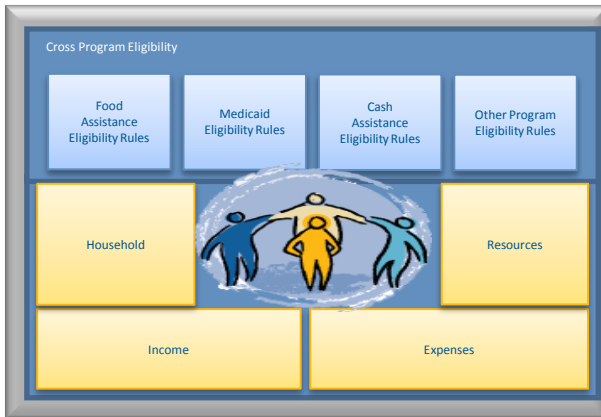 Cross Program Eligibility
Food
Assistance
Eligibility Rules
Medicaid
Eligibility Rules
Cash
Assistance
Eligibility Rules
Other Program
Eligibility Rules
Household
Resources
Income
Expenses